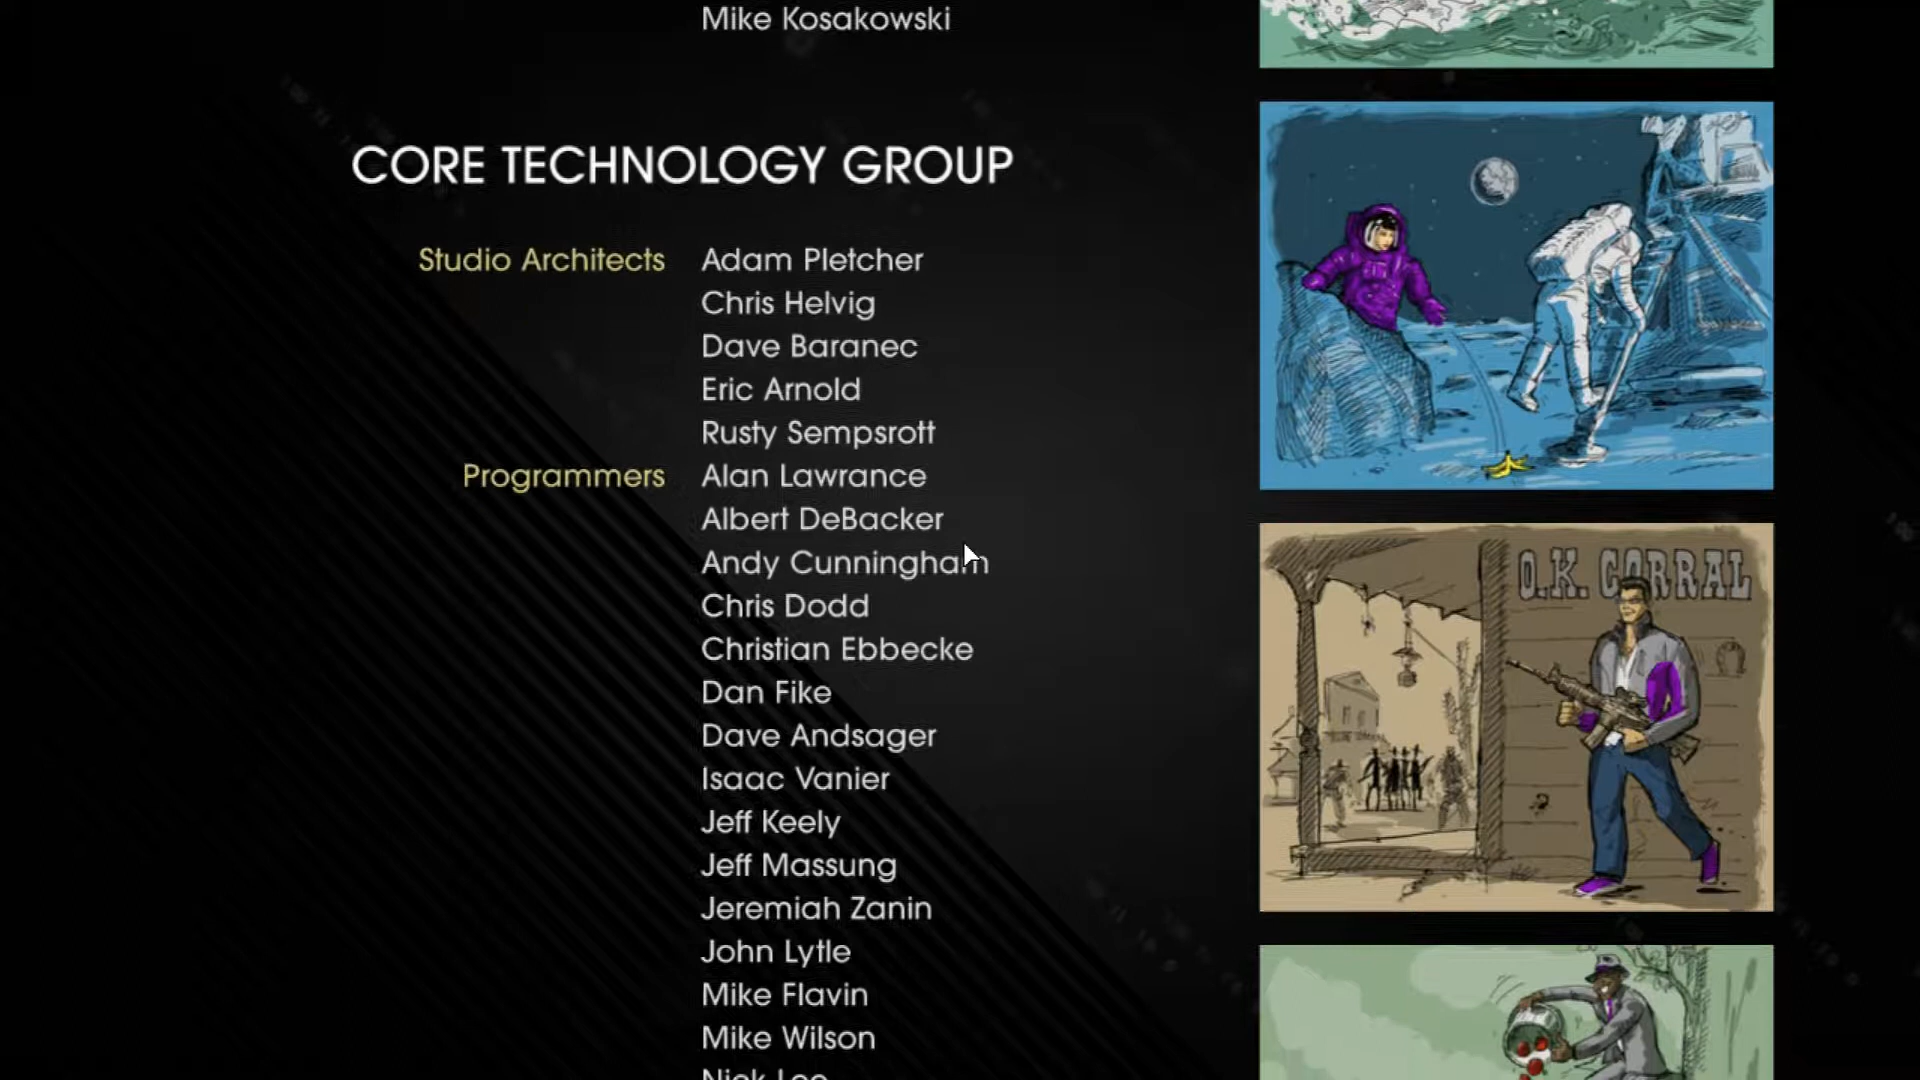 Mike Kosakowski
CORE TECHNOLOGY GROUP
Studio Architects Adam Pletcher
Chris Helvig
Dave Baranec
Eric Arnold
Rusty Sempsrott
Programmers Alan Lawrance
Albert DeBacker
Andy Cunningham
Chris Dodd
Christian Ebbecke
Dan Fike
Dave Andsager
Isaac Vanier
Jeff Keely
Jeff Massung
Jeremiah Zanin
John Lytle
Mike Flavin
Mike Wilson
O.K. CORRAL